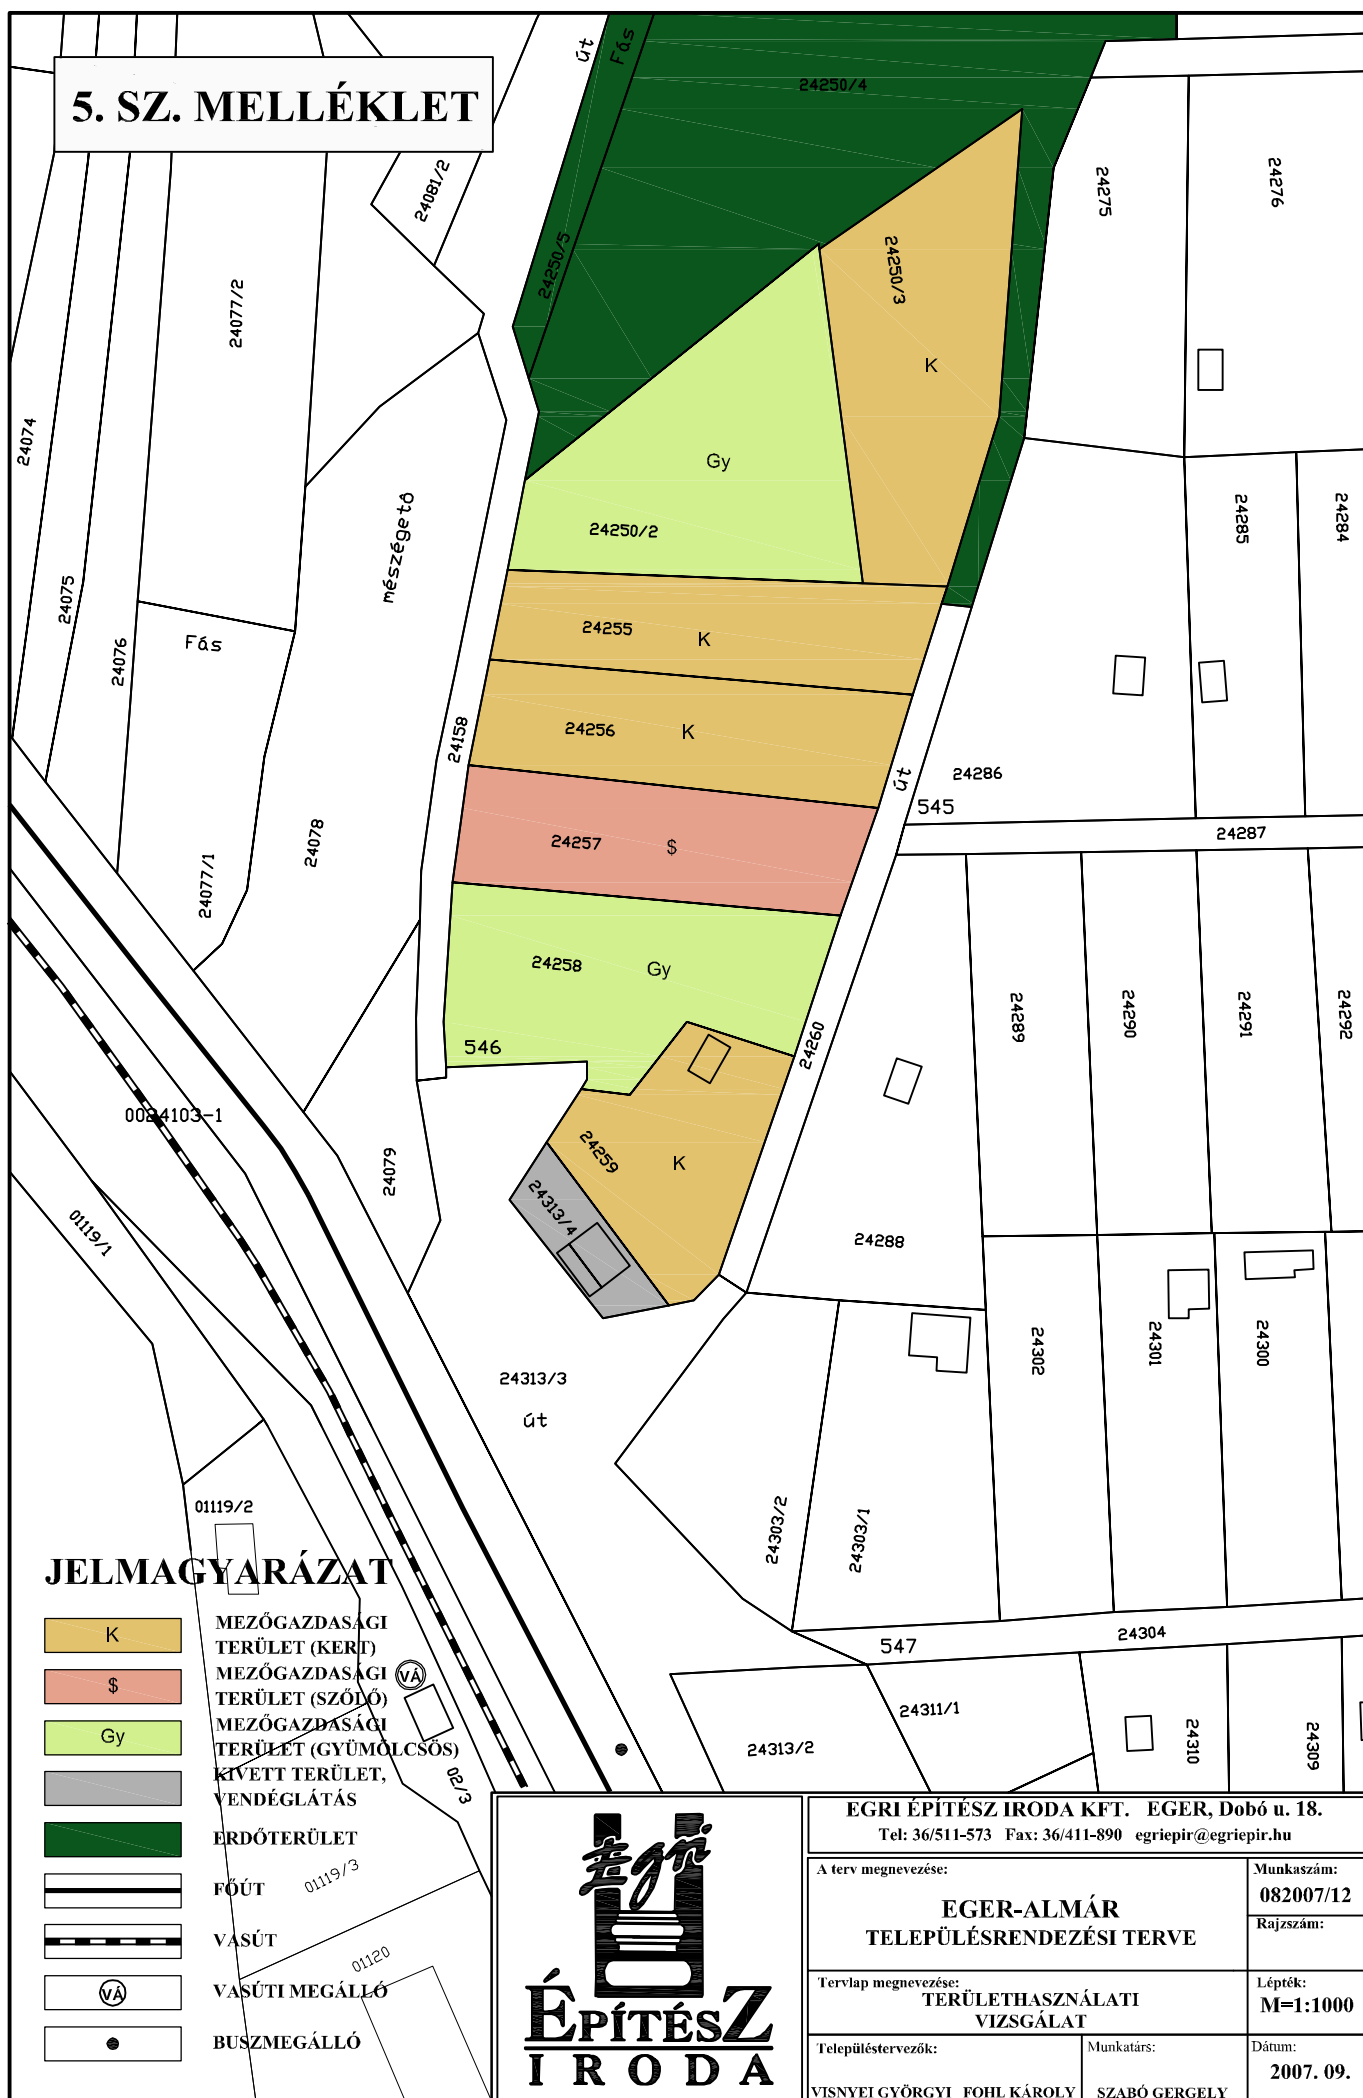 5. SZ. MELLÉKLET
út
Fás
24250/4
24081/2
24250/5
24275
24276
24077/2
24250/3
K
24074
Gy
24250/2
mészégető
24285
24284
24075
24076
Fás
24255
K
24256
K
24158
út
24286
545
24287
24257
$
24078
24077/1
24258
Gy
546
24260
24289
24290
24291
24292
0024103-1
24079
24259
K
24313/4
01119/1
24288
24302
24301
24300
24313/3
út
24303/2
24303/1
01119/2
547
24304
24311/1
24313/2
24310
24309
02/3
01119/3
01120
VÁ
JELMAGYARÁZAT
K
MEZŐGAZDASÁGI
TERÜLET (KERT)
$
MEZŐGAZDASÁGI
TERÜLET (SZŐLŐ)
Gy
MEZŐGAZDASÁGI
TERÜLET (GYÜMÖLCSÖS)
KIVETT TERÜLET,
VENDÉGLÁTÁS
ERDŐTERÜLET
FŐÚT
VASÚT
VÁ
VASÚTI MEGÁLLÓ
BUSZMEGÁLLÓ
Egri
ÉPÍTÉSZ
IRODA
EGRI ÉPÍTÉSZ IRODA KFT. EGER, Dobó u. 18.
Tel: 36/511-573 Fax: 36/411-890 egriepir@egriepir.hu
A terv megnevezése:
EGER-ALMÁR
TELEPÜLÉSRENDEZÉSI TERVE
Munkaszám:
082007/12
Rajzszám:
Tervlap megnevezése:
TERÜLETHASZNÁLATI
VIZSGÁLAT
Lépték:
M=1:1000
Településtervezők:
VISNYEI GYÖRGYI FOHL KÁROLY
Munkatárs:
SZABÓ GERGELY
Dátum:
2007. 09.